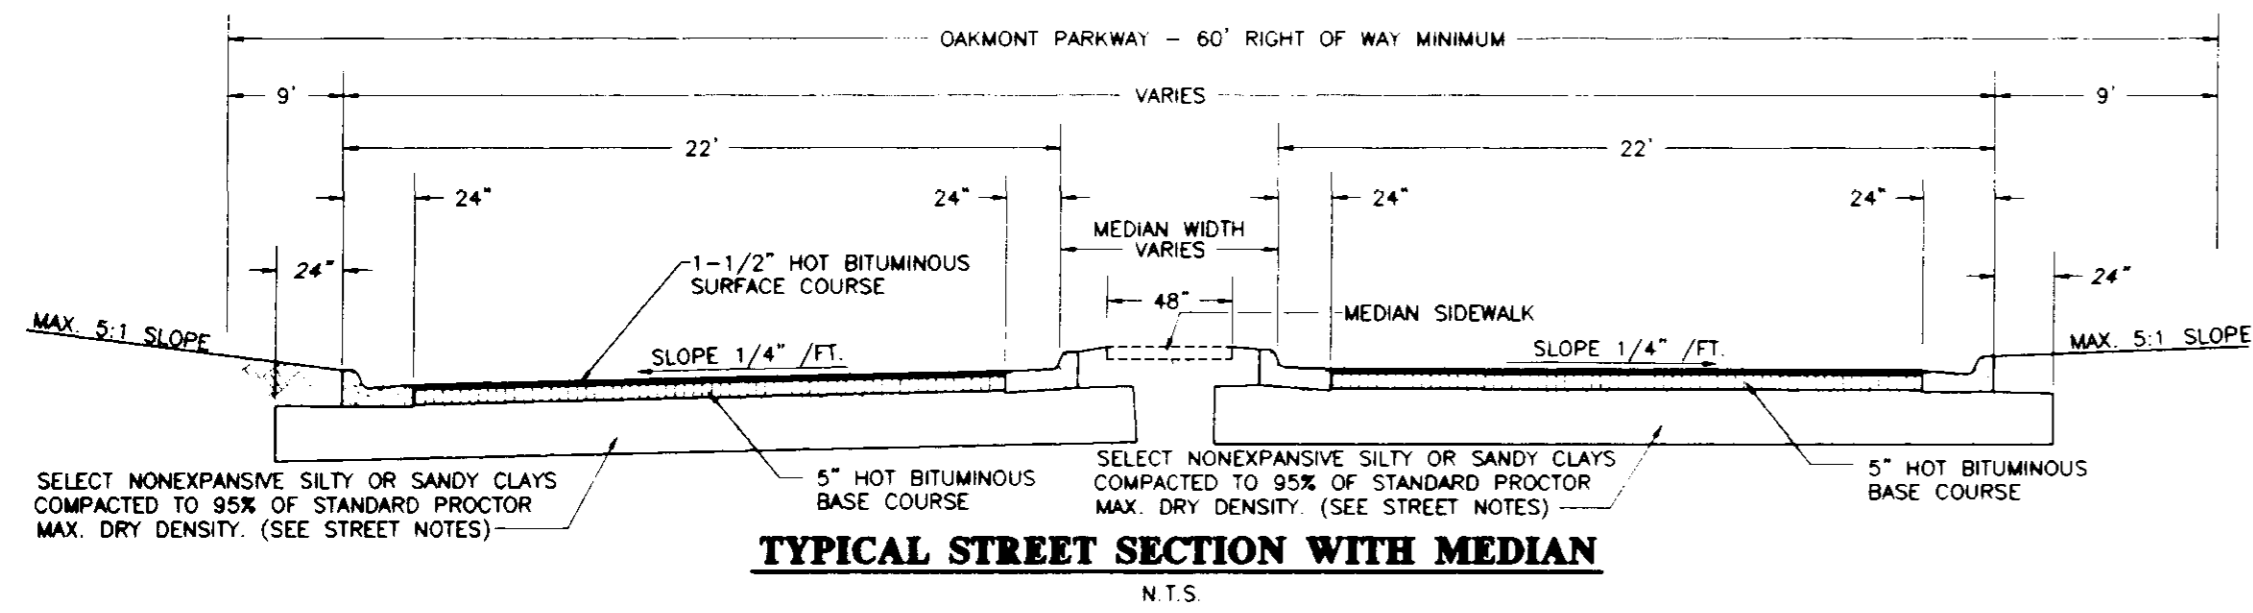 OAKMONT PARKWAY - 60' RIGHT OF WAY MINIMUM
9'
VARIES
9'
22'
22'
24"
24"
24"
24"
MEDIAN WIDTH
VARIES
24"
24"
1-1/2" HOT BITUMINOUS
SURFACE COURSE
48"
MEDIAN SIDEWALK
MAX. 5:1 SLOPE
SLOPE 1/4" /FT.
SLOPE 1/4" /FT.
MAX. 5:1 SLOPE
SELECT NONEXPANSIVE SILTY OR SANDY CLAYS
COMPACTED TO 95% OF STANDARD PROCTOR
MAX. DRY DENSITY. (SEE STREET NOTES)
5" HOT BITUMINOUS
BASE COURSE
SELECT NONEXPANSIVE SILTY OR SANDY CLAYS
COMPACTED TO 95% OF STANDARD PROCTOR
MAX. DRY DENSITY. (SEE STREET NOTES)
5" HOT BITUMINOUS
BASE COURSE
TYPICAL STREET SECTION WITH MEDIAN
N.T.S.